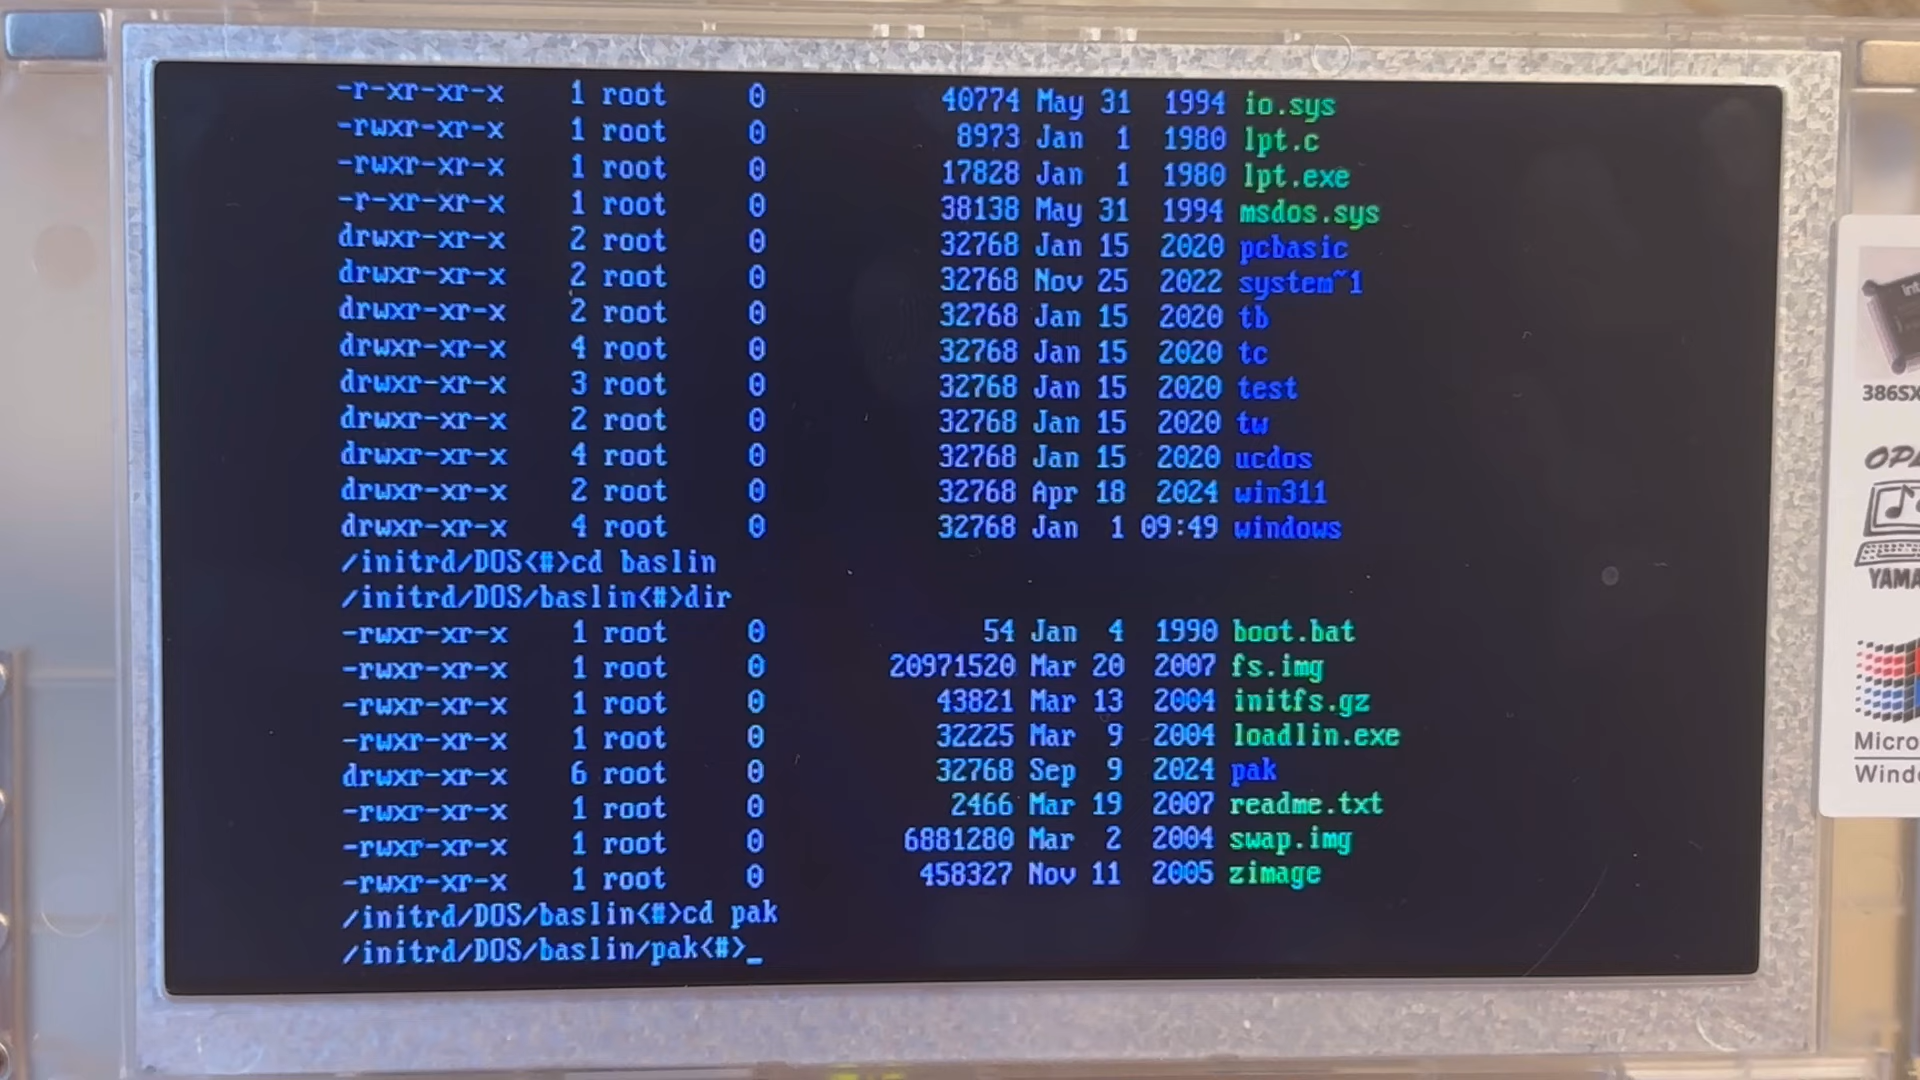 -r-xr-xr-x 1 root 0 40774 May 31 1994 io.sys
-rwxr-xr-x 1 root 0 8973 Jan 1 1980 lpt.c
-rwxr-xr-x 1 root 0 17828 Jan 1 1980 lpt.exe
-r-xr-xr-x 1 root 0 38138 May 31 1994 msdos.sys
drwxr-xr-x 2 root 0 32768 Jan 15 2020 pcbasic
drwxr-xr-x 2 root 0 32768 Nov 25 2022 system~1
drwxr-xr-x 2 root 0 32768 Jan 15 2020 tb
drwxr-xr-x 4 root 0 32768 Jan 15 2020 tc
drwxr-xr-x 3 root 0 32768 Jan 15 2020 test
drwxr-xr-x 2 root 0 32768 Jan 15 2020 tw
drwxr-xr-x 4 root 0 32768 Jan 15 2020 ucdos
drwxr-xr-x 2 root 0 32768 Apr 18 2024 win311
drwxr-xr-x 4 root 0 32768 Jan 1 09:49 windows
/initrd/DOS<#>cd baslin
/initrd/DOS/baslin<#>dir
-rwxr-xr-x 1 root 0 54 Jan 4 1990 boot.bat
-rwxr-xr-x 1 root 0 20971520 Mar 20 2007 fs.img
-rwxr-xr-x 1 root 0 43821 Mar 13 2004 initfs.gz
-rwxr-xr-x 1 root 0 32225 Mar 9 2004 loadlin.exe
drwxr-xr-x 6 root 0 32768 Sep 9 2024 pak
-rwxr-xr-x 1 root 0 2466 Mar 19 2007 readme.txt
-rwxr-xr-x 1 root 0 6881280 Mar 2 2004 swap.img
-rwxr-xr-x 1 root 0 458327 Nov 11 2005 zimage
/initrd/DOS/baslin<#>cd pak
/initrd/DOS/baslin/pak<#>_
386SX
OPL
YAMA
Micro
Windo